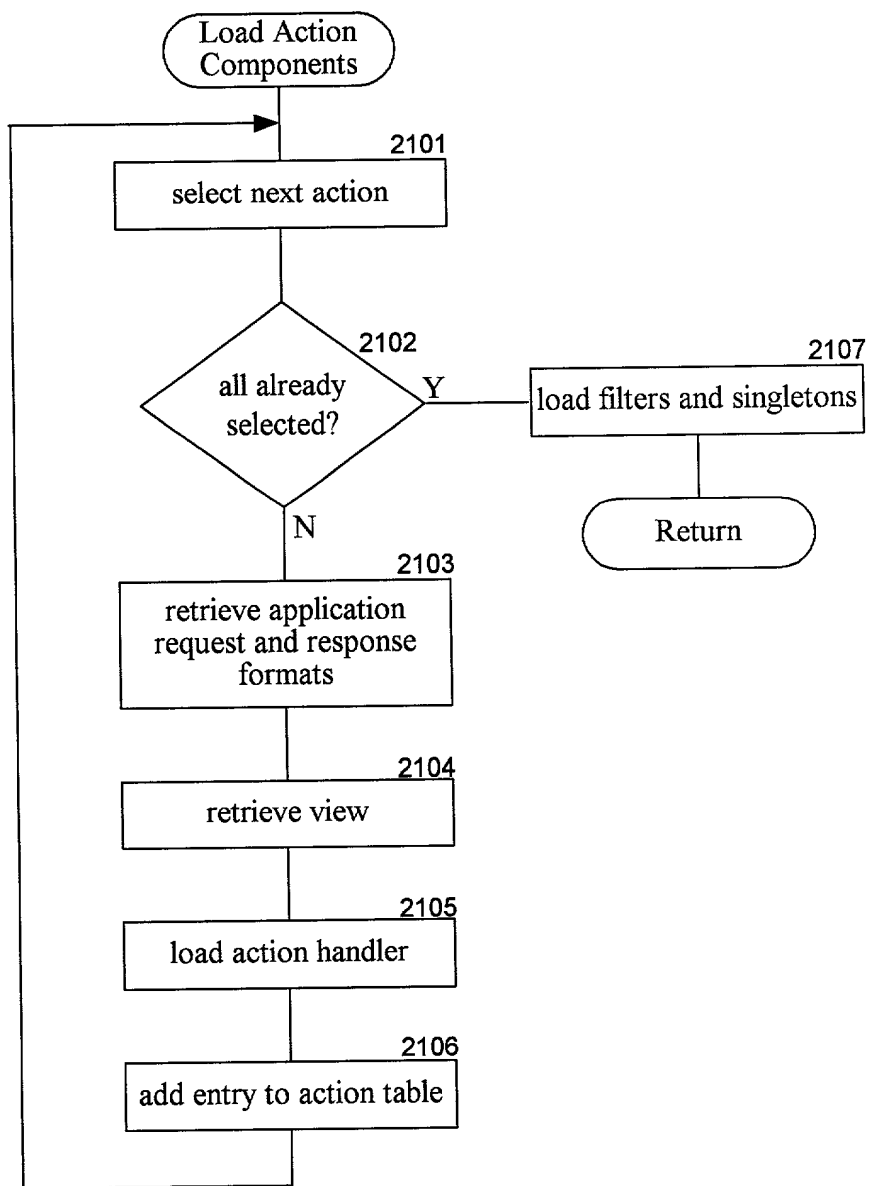 Load Action
Components
2101
select next action
2102
all already
selected?
Y
N
2107
load filters and singletons
Return
2103
retrieve application
request and response
formats
2104
retrieve view
2105
load action handler
2106
add entry to action table